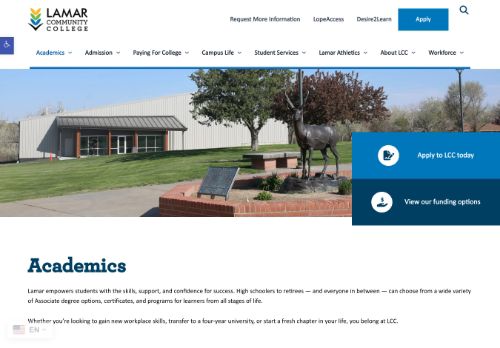 LAMAR
COMMUNITY
COLLEGE
Request More Information LopeAccess Desire2Learn Apply
Academics Admission Paying For College Campus Life Student Services Lamar Athletics About LCC Workforce
Apply to LCC today
View our funding options
Academics
Lamar empowers students with the skills, support, and confidence for success. High schoolers to retirees — and everyone in between — can choose from a wide variety
of Associate degree options, certificates, and programs for learners from all stages of life.
Whether you're looking to gain new workplace skills, transfer to a four-year university, or start a fresh chapter in your life, you belong at LCC.
EN